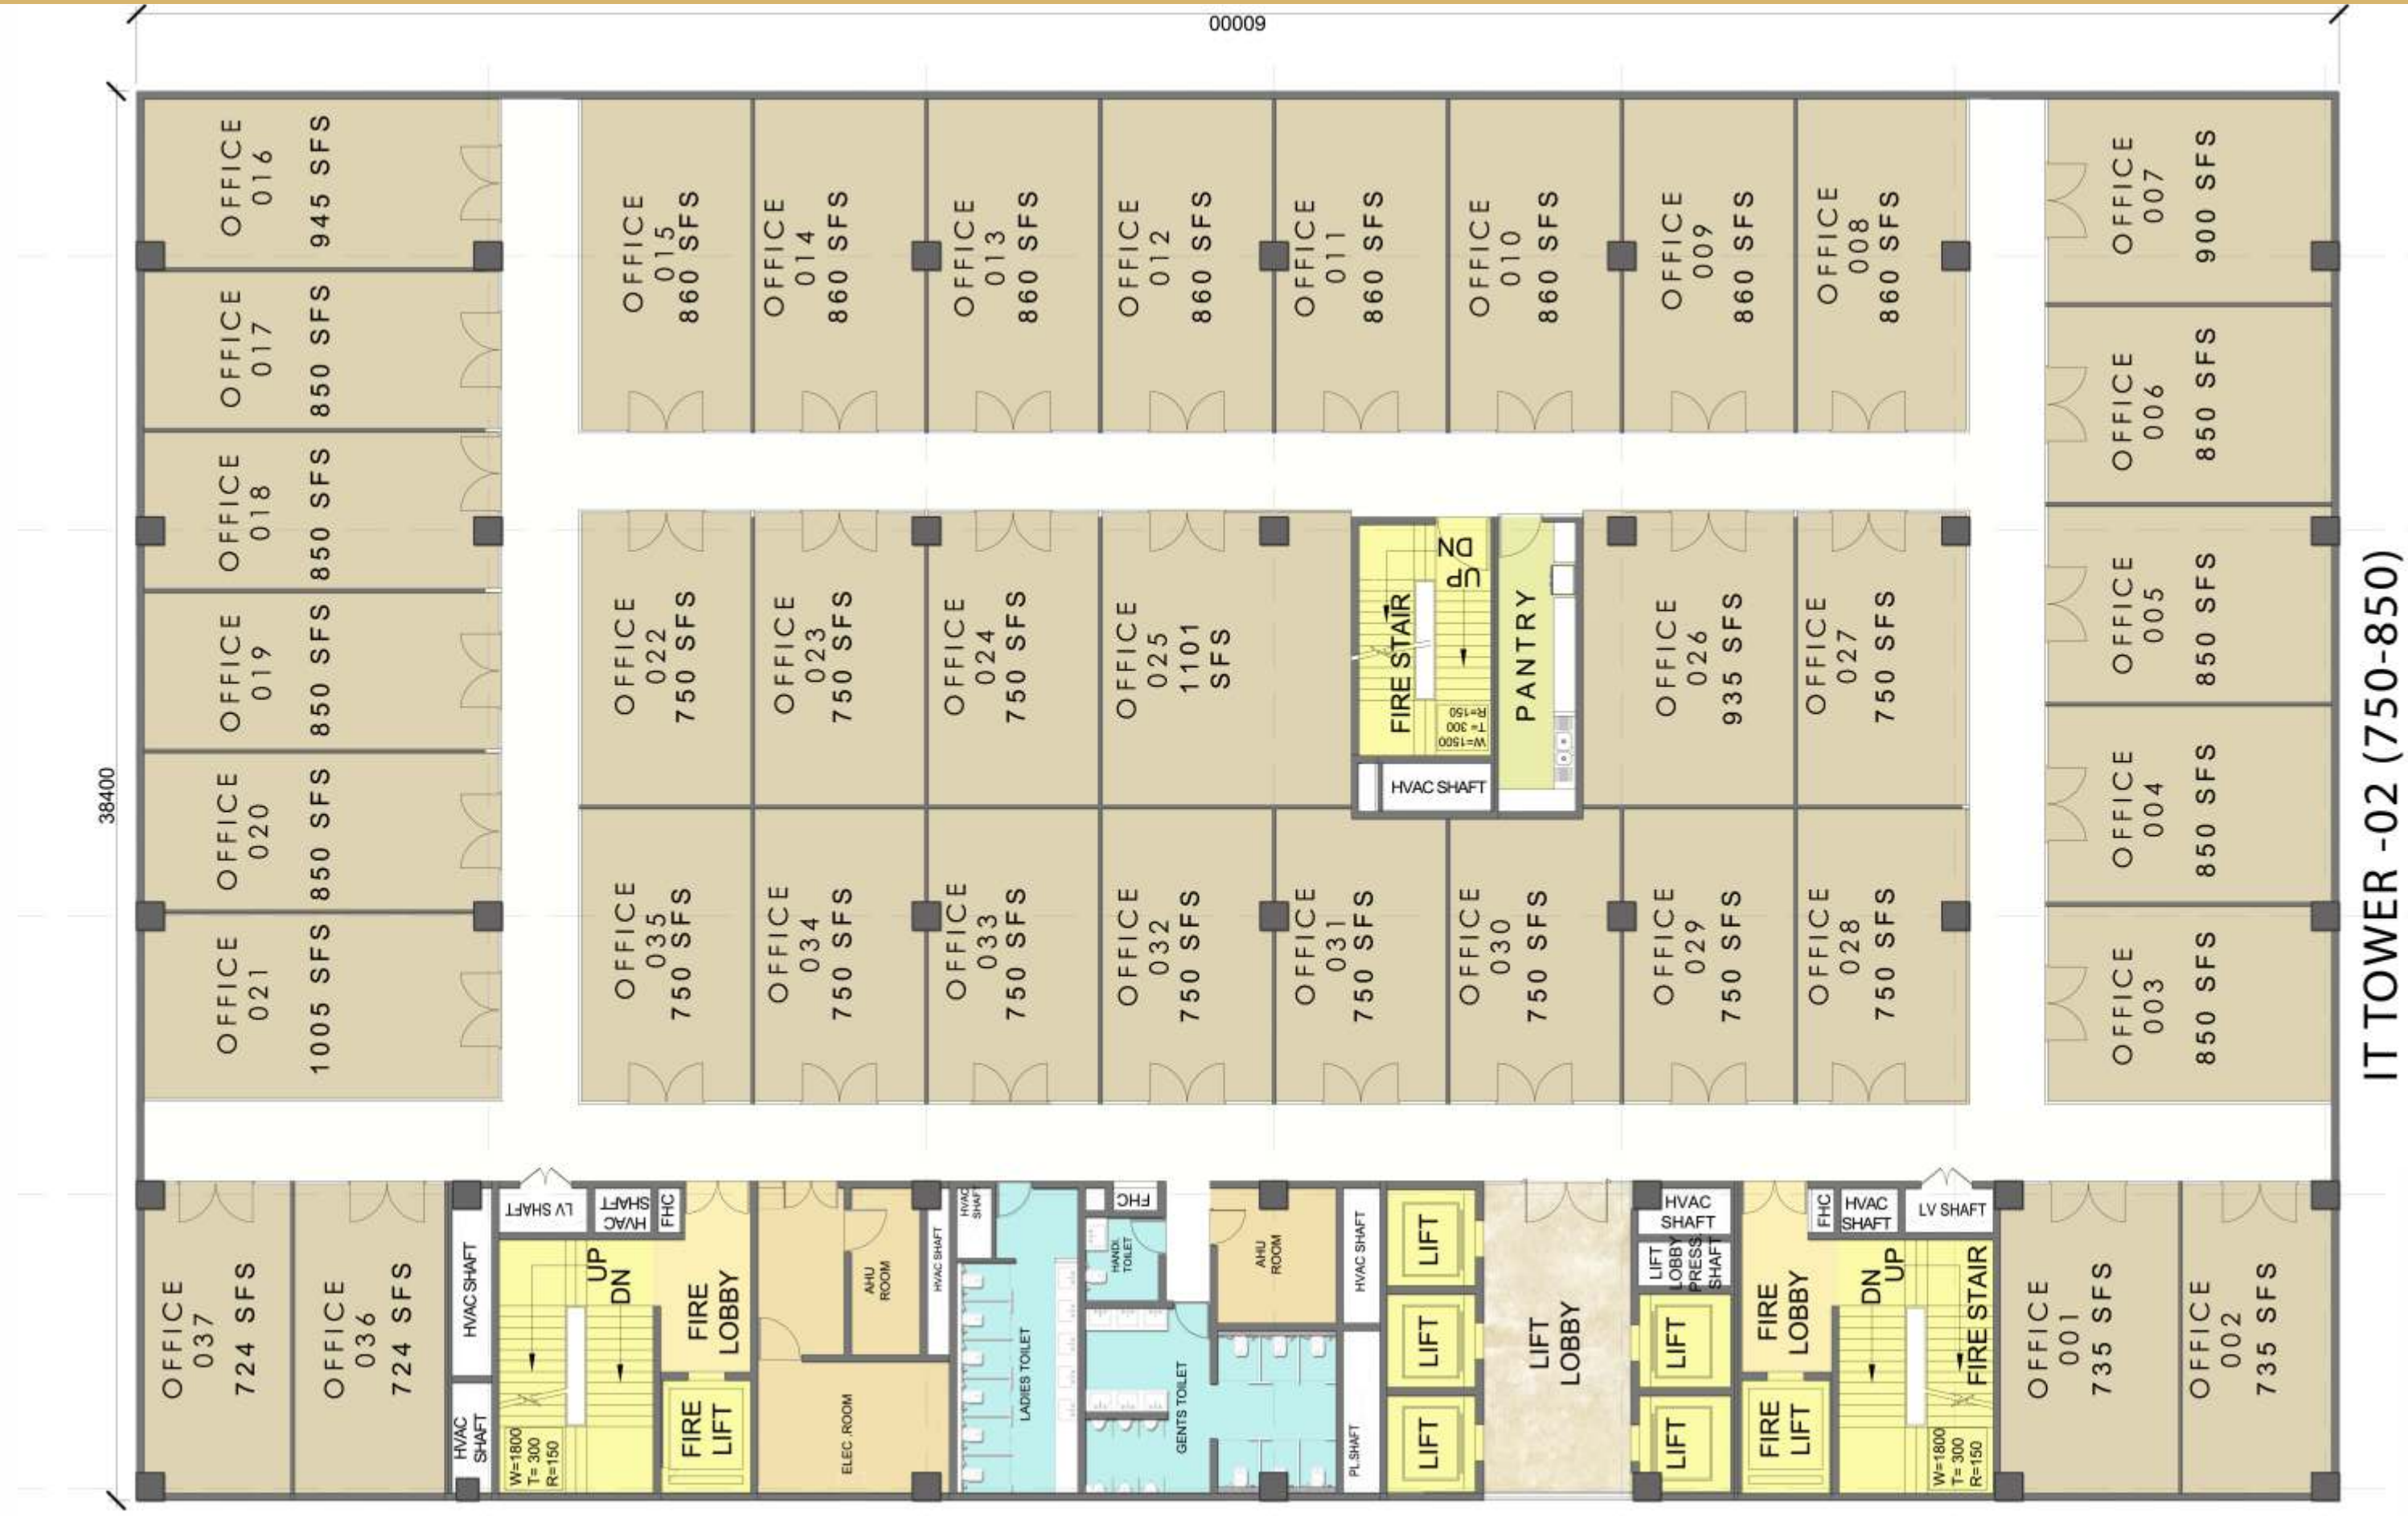 00009
38400
OFFICE
016
945 SFS
OFFICE
017
850 SFS
OFFICE
018
850 SFS
OFFICE
019
850 SFS
OFFICE
020
850 SFS
OFFICE
021
1005 SFS
OFFICE
015
860 SFS
OFFICE
014
860 SFS
OFFICE
013
860 SFS
OFFICE
012
860 SFS
OFFICE
011
860 SFS
OFFICE
010
860 SFS
OFFICE
009
860 SFS
OFFICE
008
860 SFS
OFFICE
007
900 SFS
OFFICE
006
850 SFS
OFFICE
005
850 SFS
OFFICE
004
850 SFS
OFFICE
003
850 SFS
OFFICE
022
750 SFS
OFFICE
023
750 SFS
OFFICE
024
750 SFS
OFFICE
025
1101
SFS
FIRE STAIR
DN
UP
W=1500
T= 300
R=150
HVAC SHAFT
PANTRY
OFFICE
026
935 SFS
OFFICE
027
750 SFS
OFFICE
035
750 SFS
OFFICE
034
750 SFS
OFFICE
033
750 SFS
OFFICE
032
750 SFS
OFFICE
031
750 SFS
OFFICE
030
750 SFS
OFFICE
029
750 SFS
OFFICE
028
750 SFS
OFFICE
037
724 SFS
OFFICE
036
724 SFS
HVAC SHAFT
HVAC
SHAFT
LV SHAFT
HVAC
SHAFT
FHC
UP
DN
W=1800
T= 300
R=150
FIRE
LOBBY
FIRE
LIFT
AHU
ROOM
ELEC .ROOM
HVAC SHAFT
HVAC
SHAFT
LADIES TOILET
FHC
HANDI.
TOILET
GENTS TOILET
AHU
ROOM
HVAC SHAFT
PL.SHAFT
LIFT
LIFT
LIFT
LIFT
LOBBY
HVAC
SHAFT
LIFT
LOBBY
PRESS.
SHAFT
LIFT
LIFT
FIRE
LOBBY
FIRE
LIFT
FHC
HVAC
SHAFT
LV SHAFT
DN
UP
FIRE STAIR
W=1800
T= 300
R=150
OFFICE
001
735 SFS
OFFICE
002
735 SFS
IT TOWER -02 (750-850)